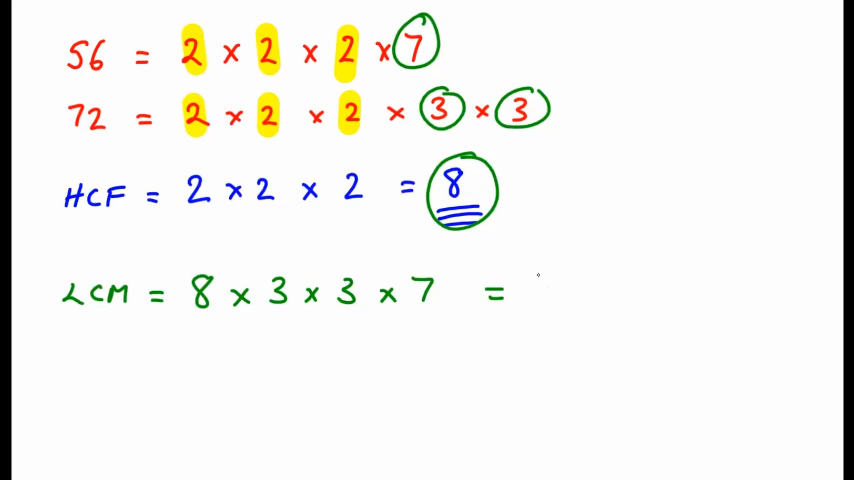 56 = 2 × 2 × 2 × 7
72 = 2 × 2 × 2 × 3 × 3
HCF = 2 × 2 × 2 = 8
LCM = 8 × 3 × 3 × 7 =